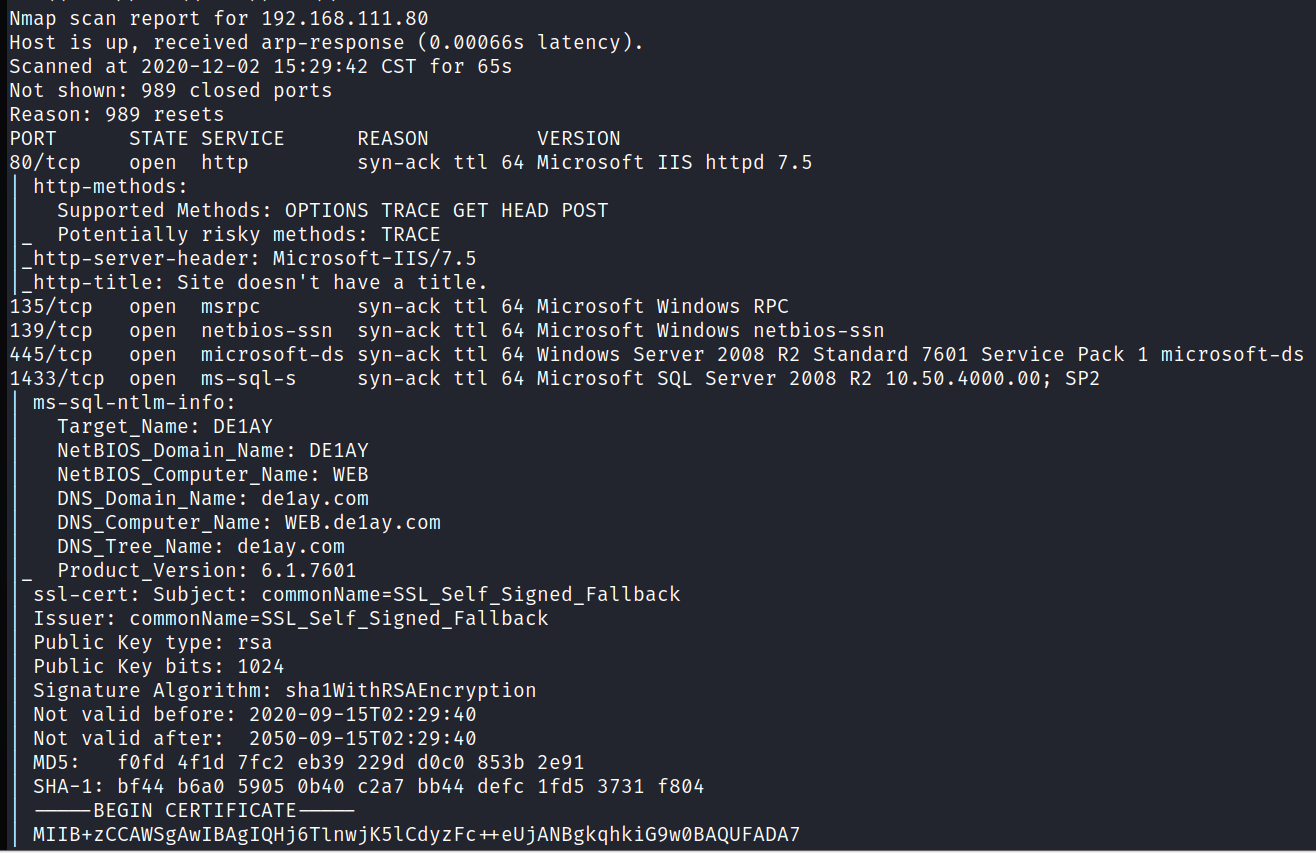 Nmap scan report for 192.168.111.80
Host is up, received arp-response (0.00066s latency).
Scanned at 2020-12-02 15:29:42 CST for 65s
Not shown: 989 closed ports
Reason: 989 resets
PORT      STATE SERVICE      REASON         VERSION
80/tcp    open  http         syn-ack ttl 64 Microsoft IIS httpd 7.5
| http-methods:
|   Supported Methods: OPTIONS TRACE GET HEAD POST
|_  Potentially risky methods: TRACE
|_http-server-header: Microsoft-IIS/7.5
|_http-title: Site doesn't have a title.
135/tcp   open  msrpc        syn-ack ttl 64 Microsoft Windows RPC
139/tcp   open  netbios-ssn  syn-ack ttl 64 Microsoft Windows netbios-ssn
445/tcp   open  microsoft-ds syn-ack ttl 64 Windows Server 2008 R2 Standard 7601 Service Pack 1 microsoft-ds
1433/tcp  open  ms-sql-s     syn-ack ttl 64 Microsoft SQL Server 2008 R2 10.50.4000.00; SP2
| ms-sql-ntlm-info:
|   Target_Name: DE1AY
|   NetBIOS_Domain_Name: DE1AY
|   NetBIOS_Computer_Name: WEB
|   DNS_Domain_Name: de1ay.com
|   DNS_Computer_Name: WEB.de1ay.com
|   DNS_Tree_Name: de1ay.com
|_  Product_Version: 6.1.7601
| ssl-cert: Subject: commonName=SSL_Self_Signed_Fallback
| Issuer: commonName=SSL_Self_Signed_Fallback
| Public Key type: rsa
| Public Key bits: 1024
| Signature Algorithm: sha1WithRSAEncryption
| Not valid before: 2020-09-15T02:29:40
| Not valid after:  2050-09-15T02:29:40
| MD5:   f0fd 4f1d 7fc2 eb39 229d d0c0 853b 2e91
| SHA-1: bf44 b6a0 5905 0b40 c2a7 bb44 defc 1fd5 3731 f804
| -----BEGIN CERTIFICATE-----
| MIIB+zCCAWSgAwIBAgIQHj6TlnwjK5lCdyzFc++eUjANBgkqhkiG9w0BAQUFADA7